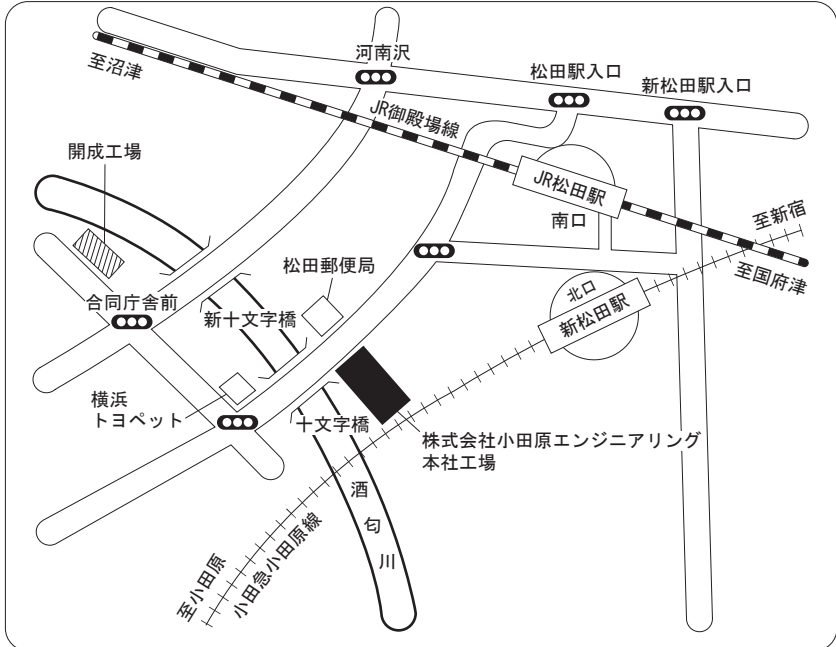 河南沢
松田駅入口
新松田駅入口
至沼津
JR御殿場線
開成工場
JR松田駅
南口
至新宿
至国府津
松田郵便局
北口
新松田駅
合同庁舎前
新十文字橋
横浜
トヨペット
十文字橋
株式会社小田原エンジニアリング
本社工場
酒匂川
小田急小田原線
至小田原